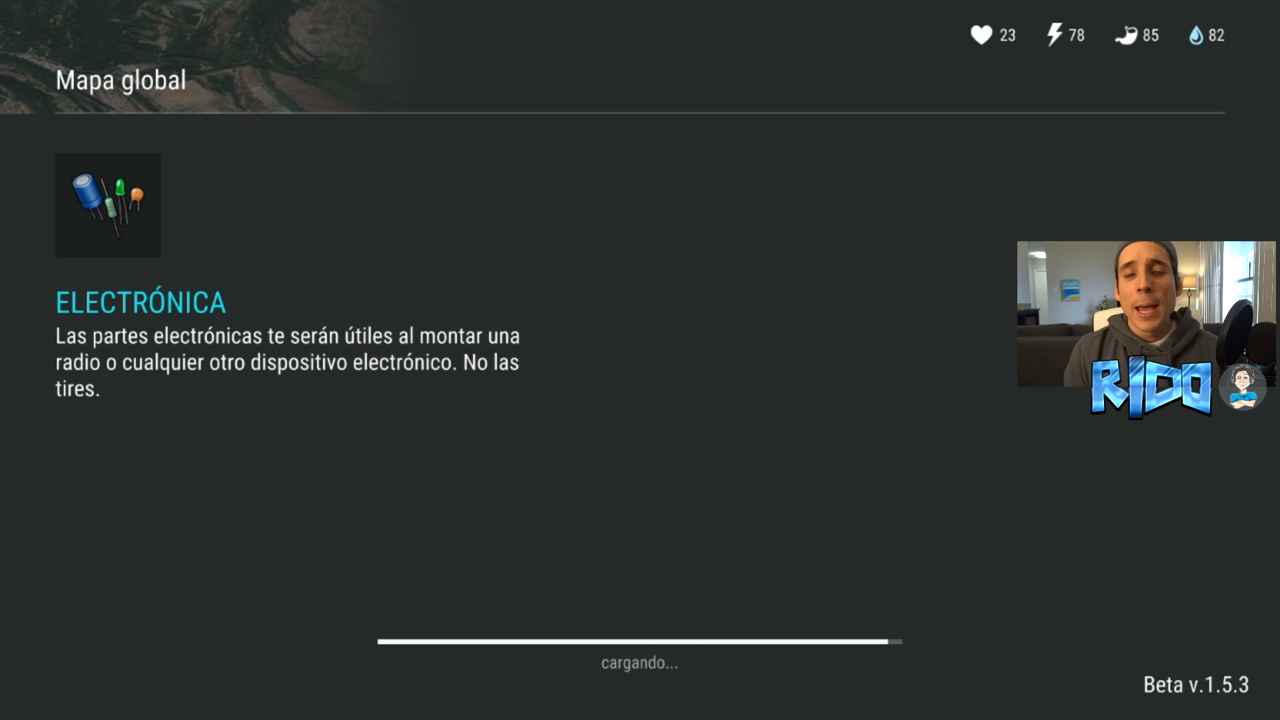 23 78 85 82
Mapa global
ELECTRÓNICA
Las partes electrónicas te serán útiles al montar una
radio o cualquier otro dispositivo electrónico. No las
tires.
RIDO
cargando...
Beta v.1.5.3